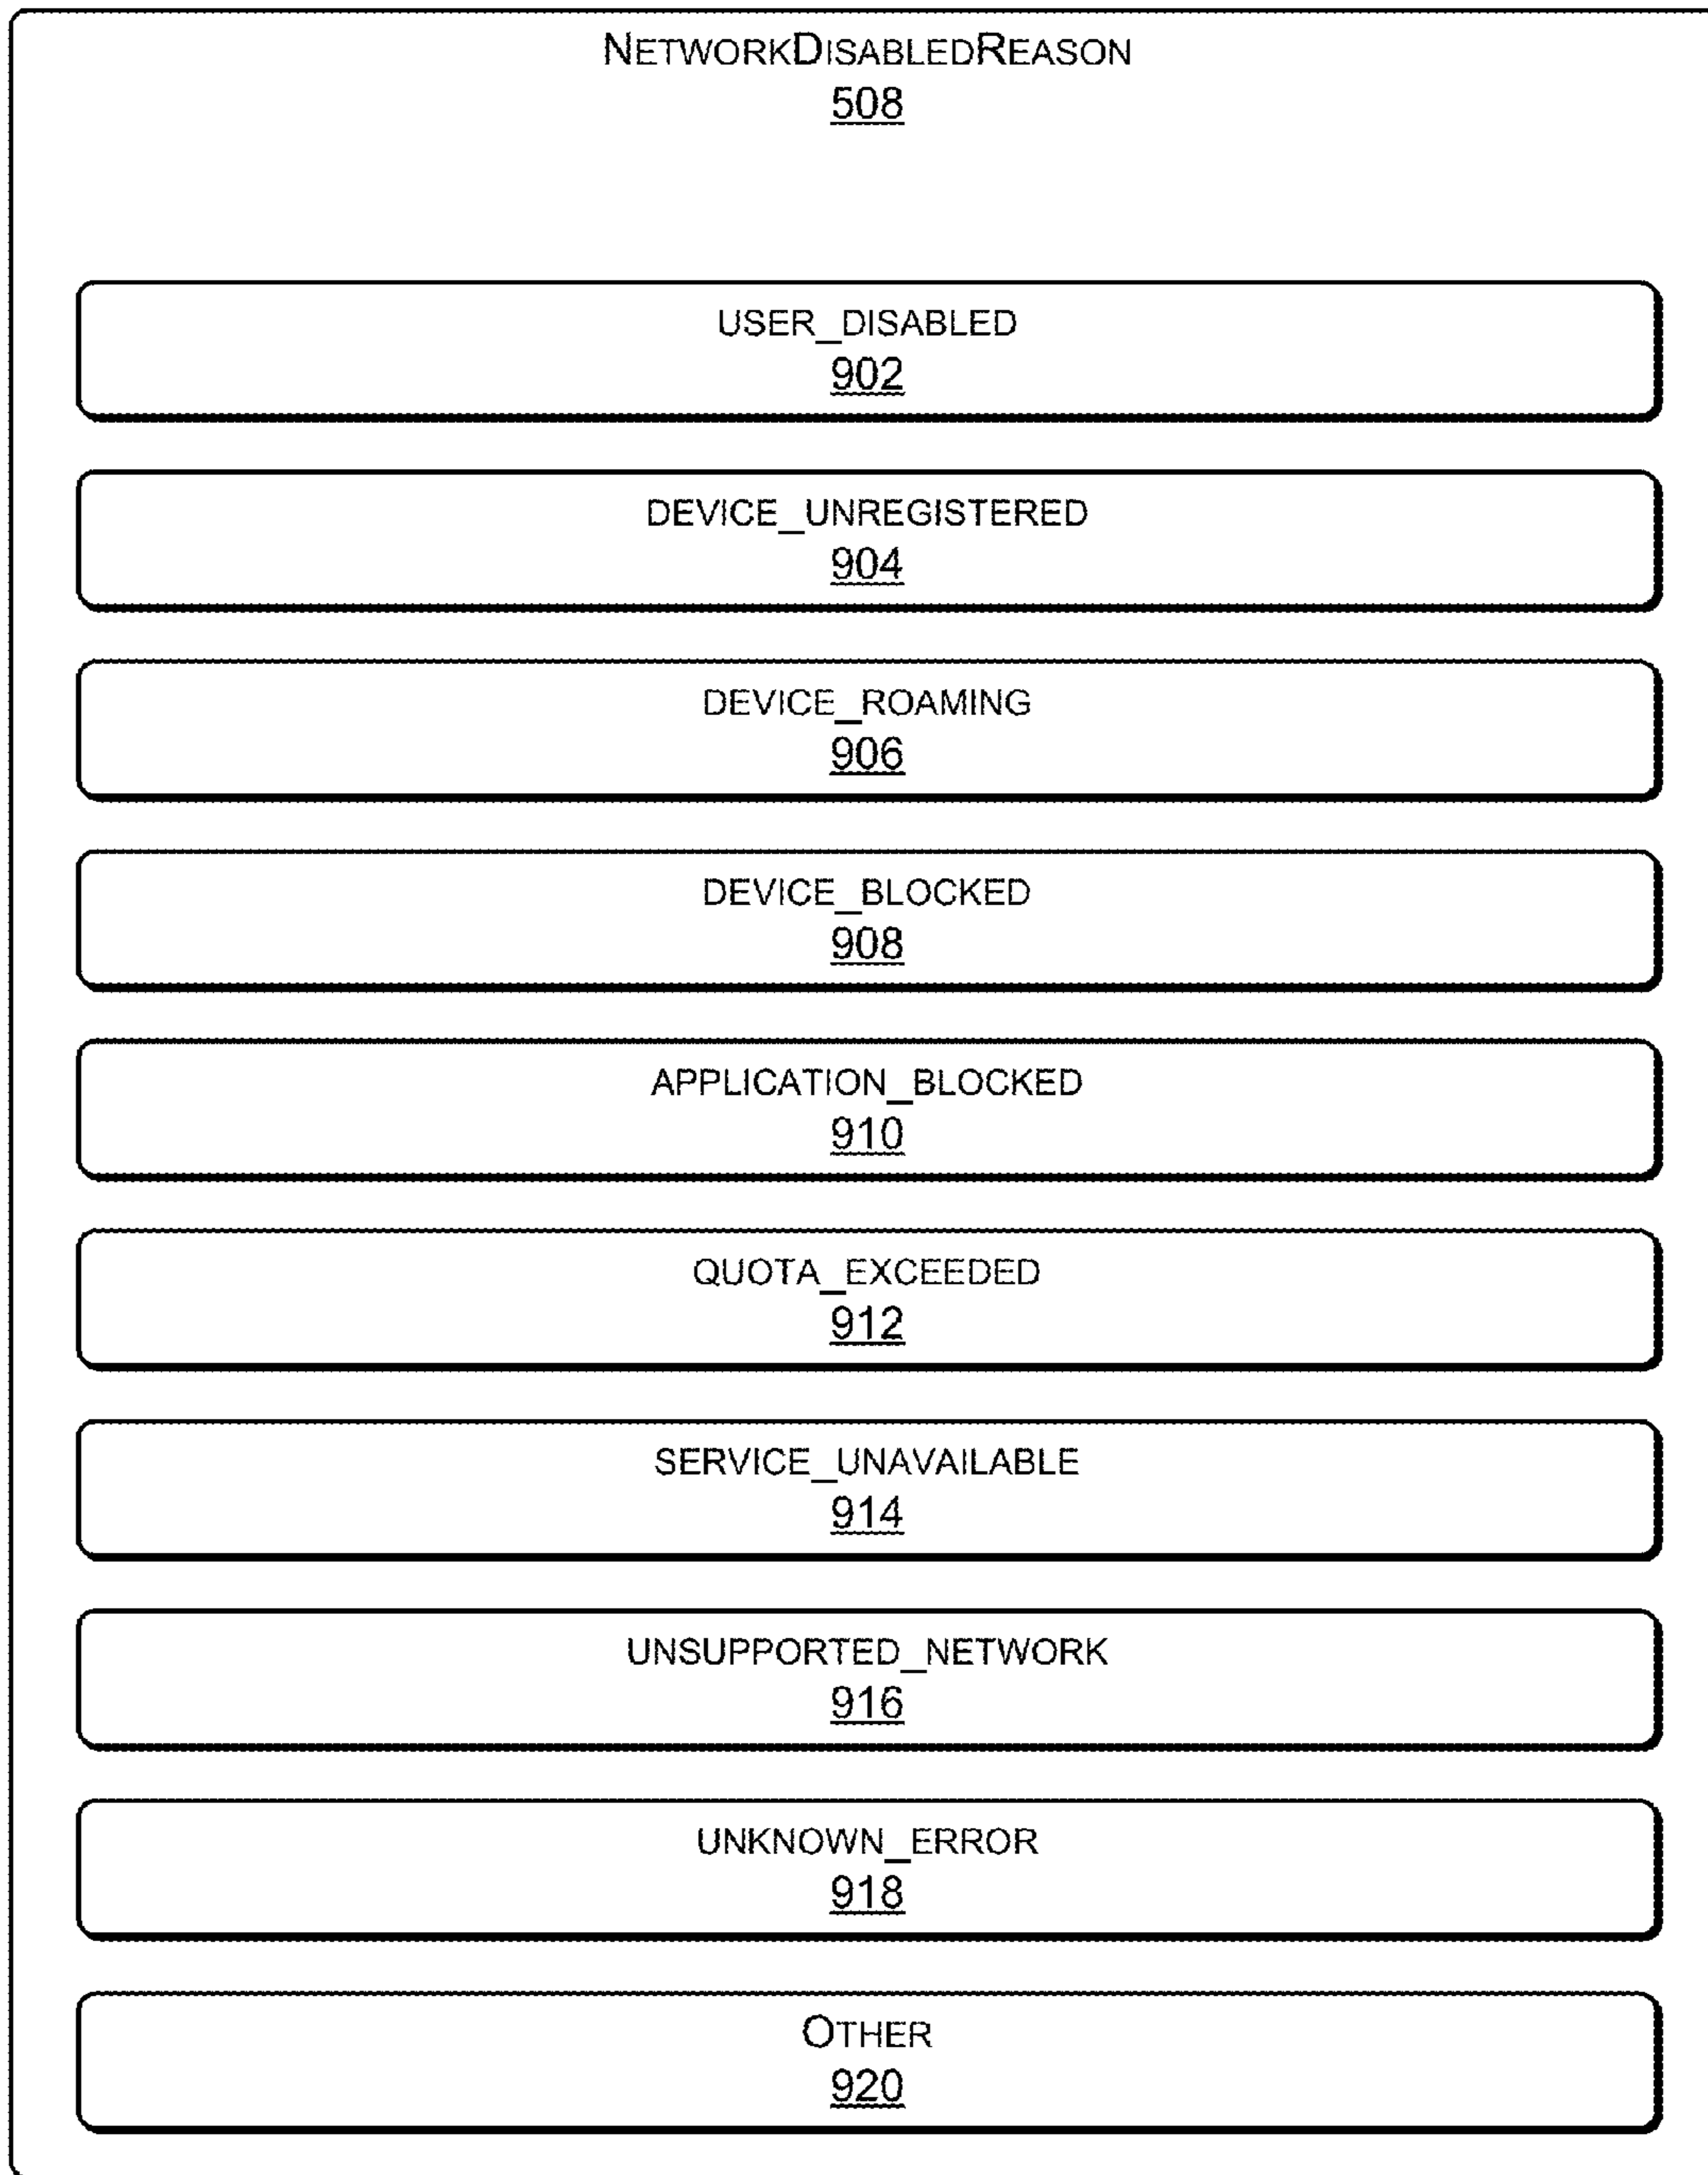 NETWORKDISABLEDREASON
508
USER_DISABLED
902
DEVICE_UNREGISTERED
904
DEVICE_ROAMING
906
DEVICE_BLOCKED
908
APPLICATION_BLOCKED
910
QUOTA_EXCEEDED
912
SERVICE_UNAVAILABLE
914
UNSUPPORTED_NETWORK
916
UNKNOWN_ERROR
918
OTHER
920